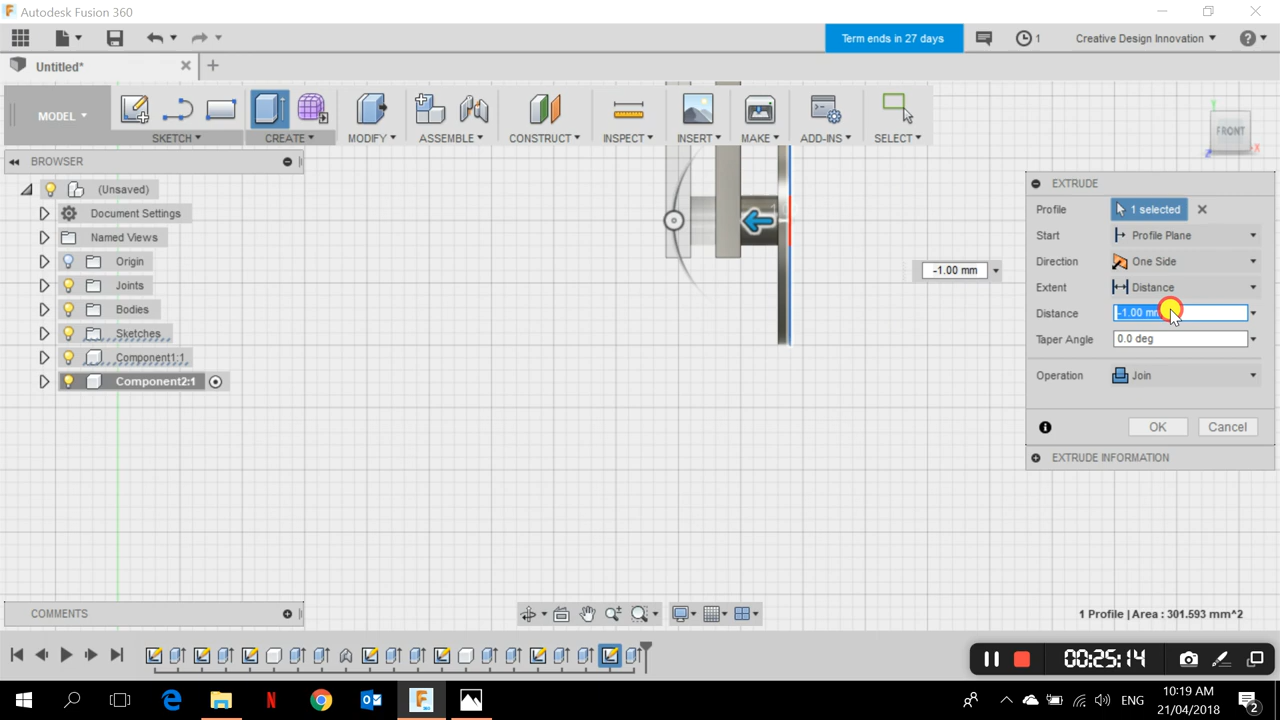 Autodesk Fusion 360
Term ends in 27 days
1
Creative Design Innovation
Untitled*
MODEL
SKETCH
CREATE
MODIFY
ASSEMBLE
CONSTRUCT
INSPECT
INSERT
MAKE
ADD-INS
SELECT
FRONT
Y
X
Z
BROWSER
(Unsaved)
Document Settings
Named Views
Origin
Joints
Bodies
Sketches
Component1:1
Component2:1
-1.00 mm
EXTRUDE
Profile 1 selected
Start Profile Plane
Direction One Side
Extent Distance
Distance -1.00 mm
Taper Angle 0.0 deg
Operation Join
OK Cancel
EXTRUDE INFORMATION
COMMENTS
1 Profile | Area : 301.593 mm^2
00:25:14
ENG
10:19 AM
21/04/2018
2